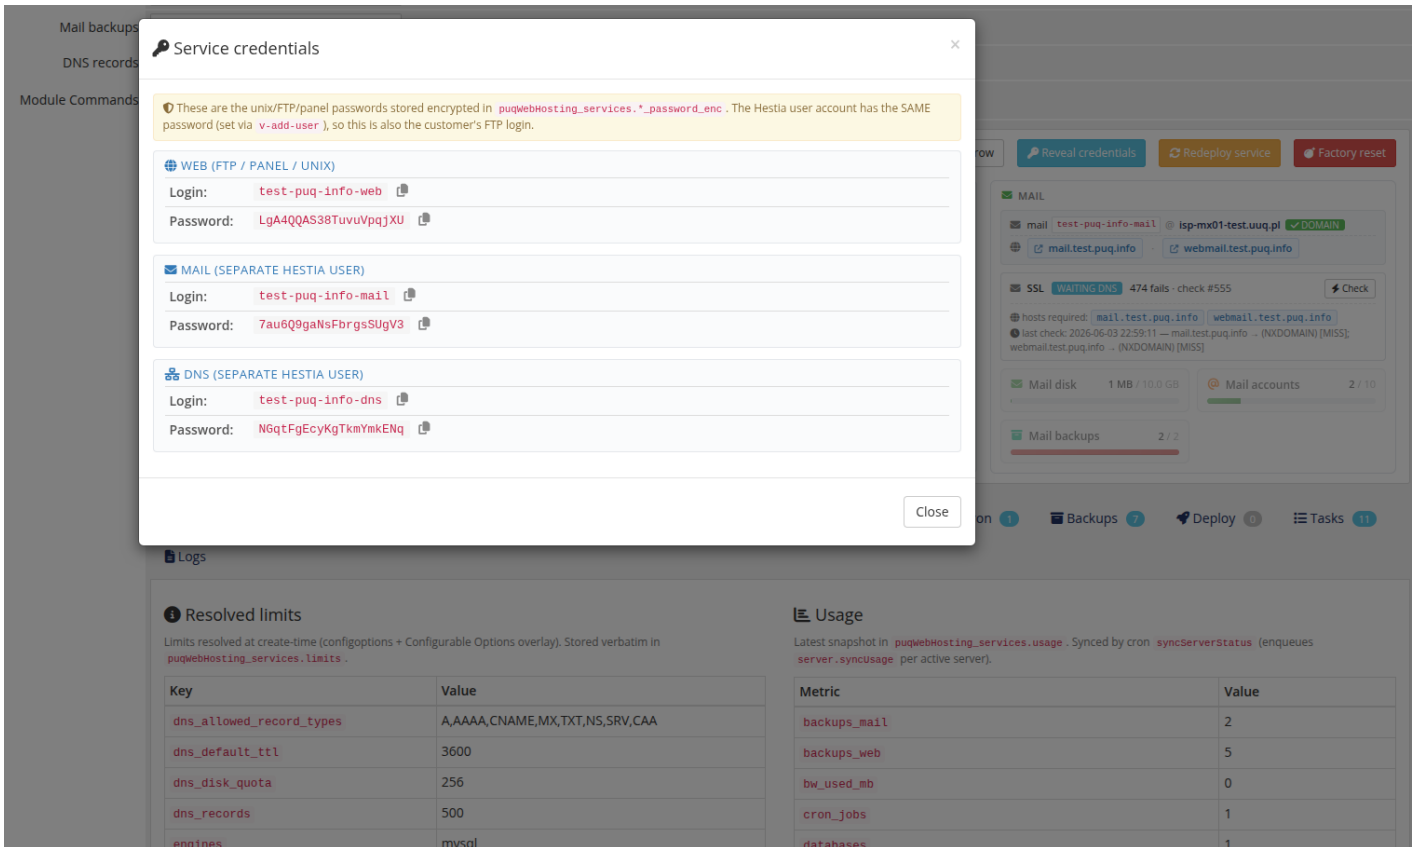 Mail backups
DNS records
Module Commands
Service credentials
×
These are the unix/FTP/panel passwords stored encrypted in puqWebHosting_services.*_password_enc. The Hestia user account has the SAME
password (set via v-add-user), so this is also the customer's FTP login.
WEB (FTP / PANEL / UNIX)
Login: test-puq-info-web
Password: LgA4QQAS38TuvuVpqjXU
MAIL (SEPARATE HESTIA USER)
Login: test-puq-info-mail
Password: 7au6Q9gaNsFbrgsSUgV3
DNS (SEPARATE HESTIA USER)
Login: test-puq-info-dns
Password: NGqtFgEcyKgTkmYmkENq
Close
Reveal credentials
Redeploy service
Factory reset
MAIL
mail test-puq-info-mail @ isp-mx01-test.uuq.pl DOMAIN
mail.test.puq.info · webmail.test.puq.info
SSL WAITING DNS 474 fails · check #555 Check
hosts required: mail.test.puq.info webmail.test.puq.info
last check: 2026-06-03 22:59:11 — mail.test.puq.info → (NXDOMAIN) [MISS];
webmail.test.puq.info → (NXDOMAIN) [MISS]
Mail disk 1 MB / 10.0 GB
Mail accounts 2 / 10
Mail backups 2 / 2
Backups 7
Deploy 0
Tasks 11
Logs
Resolved limits
Limits resolved at create-time (configoptions + Configurable Options overlay). Stored verbatim in
puqWebHosting_services.limits.
Key Value
dns_allowed_record_types A,AAAA,CNAME,MX,TXT,NS,SRV,CAA
dns_default_ttl 3600
dns_disk_quota 256
dns_records 500
engines mysql
Usage
Latest snapshot in puqWebHosting_services.usage. Synced by cron syncServerStatus (enqueues
server.syncUsage per active server).
Metric Value
backups_mail 2
backups_web 5
bw_used_mb 0
cron_jobs 1
databases 1